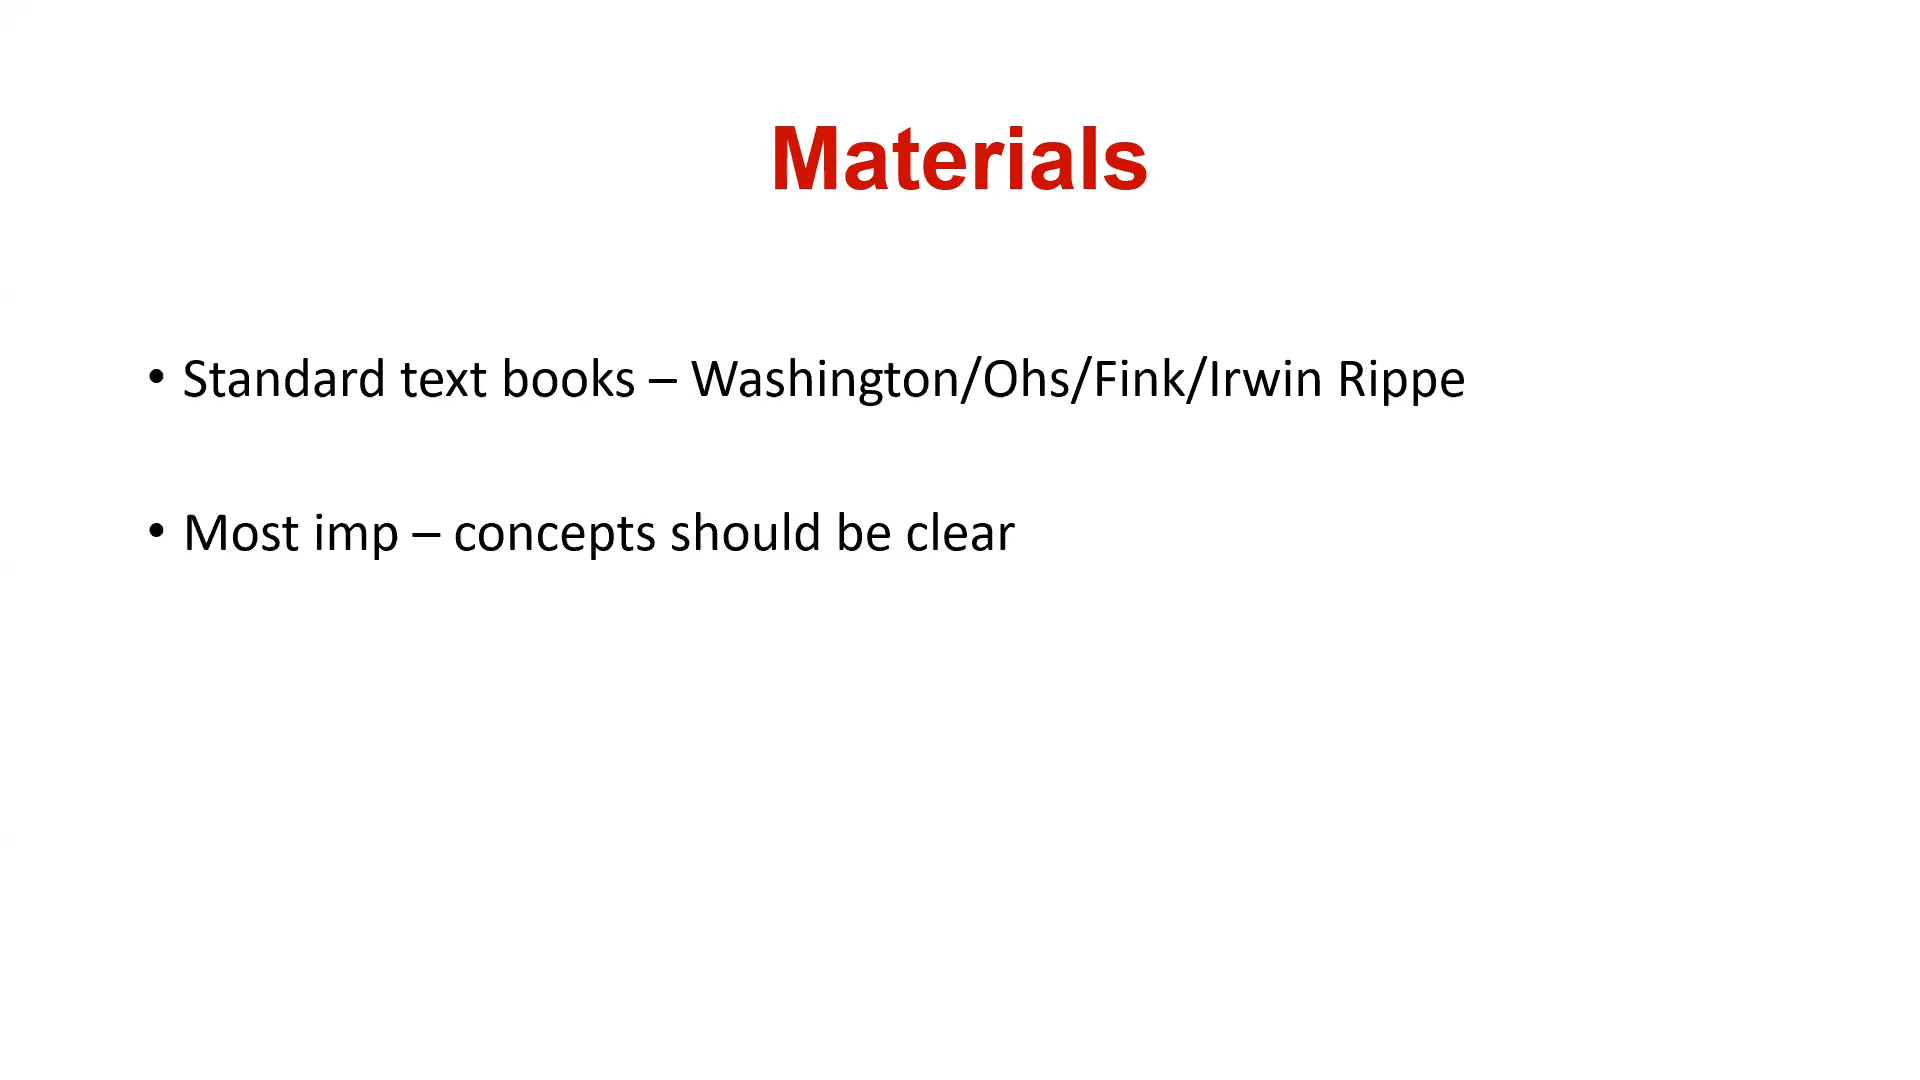 Materials
• Standard text books – Washington/Ohs/Fink/Irwin Rippe
• Most imp – concepts should be clear